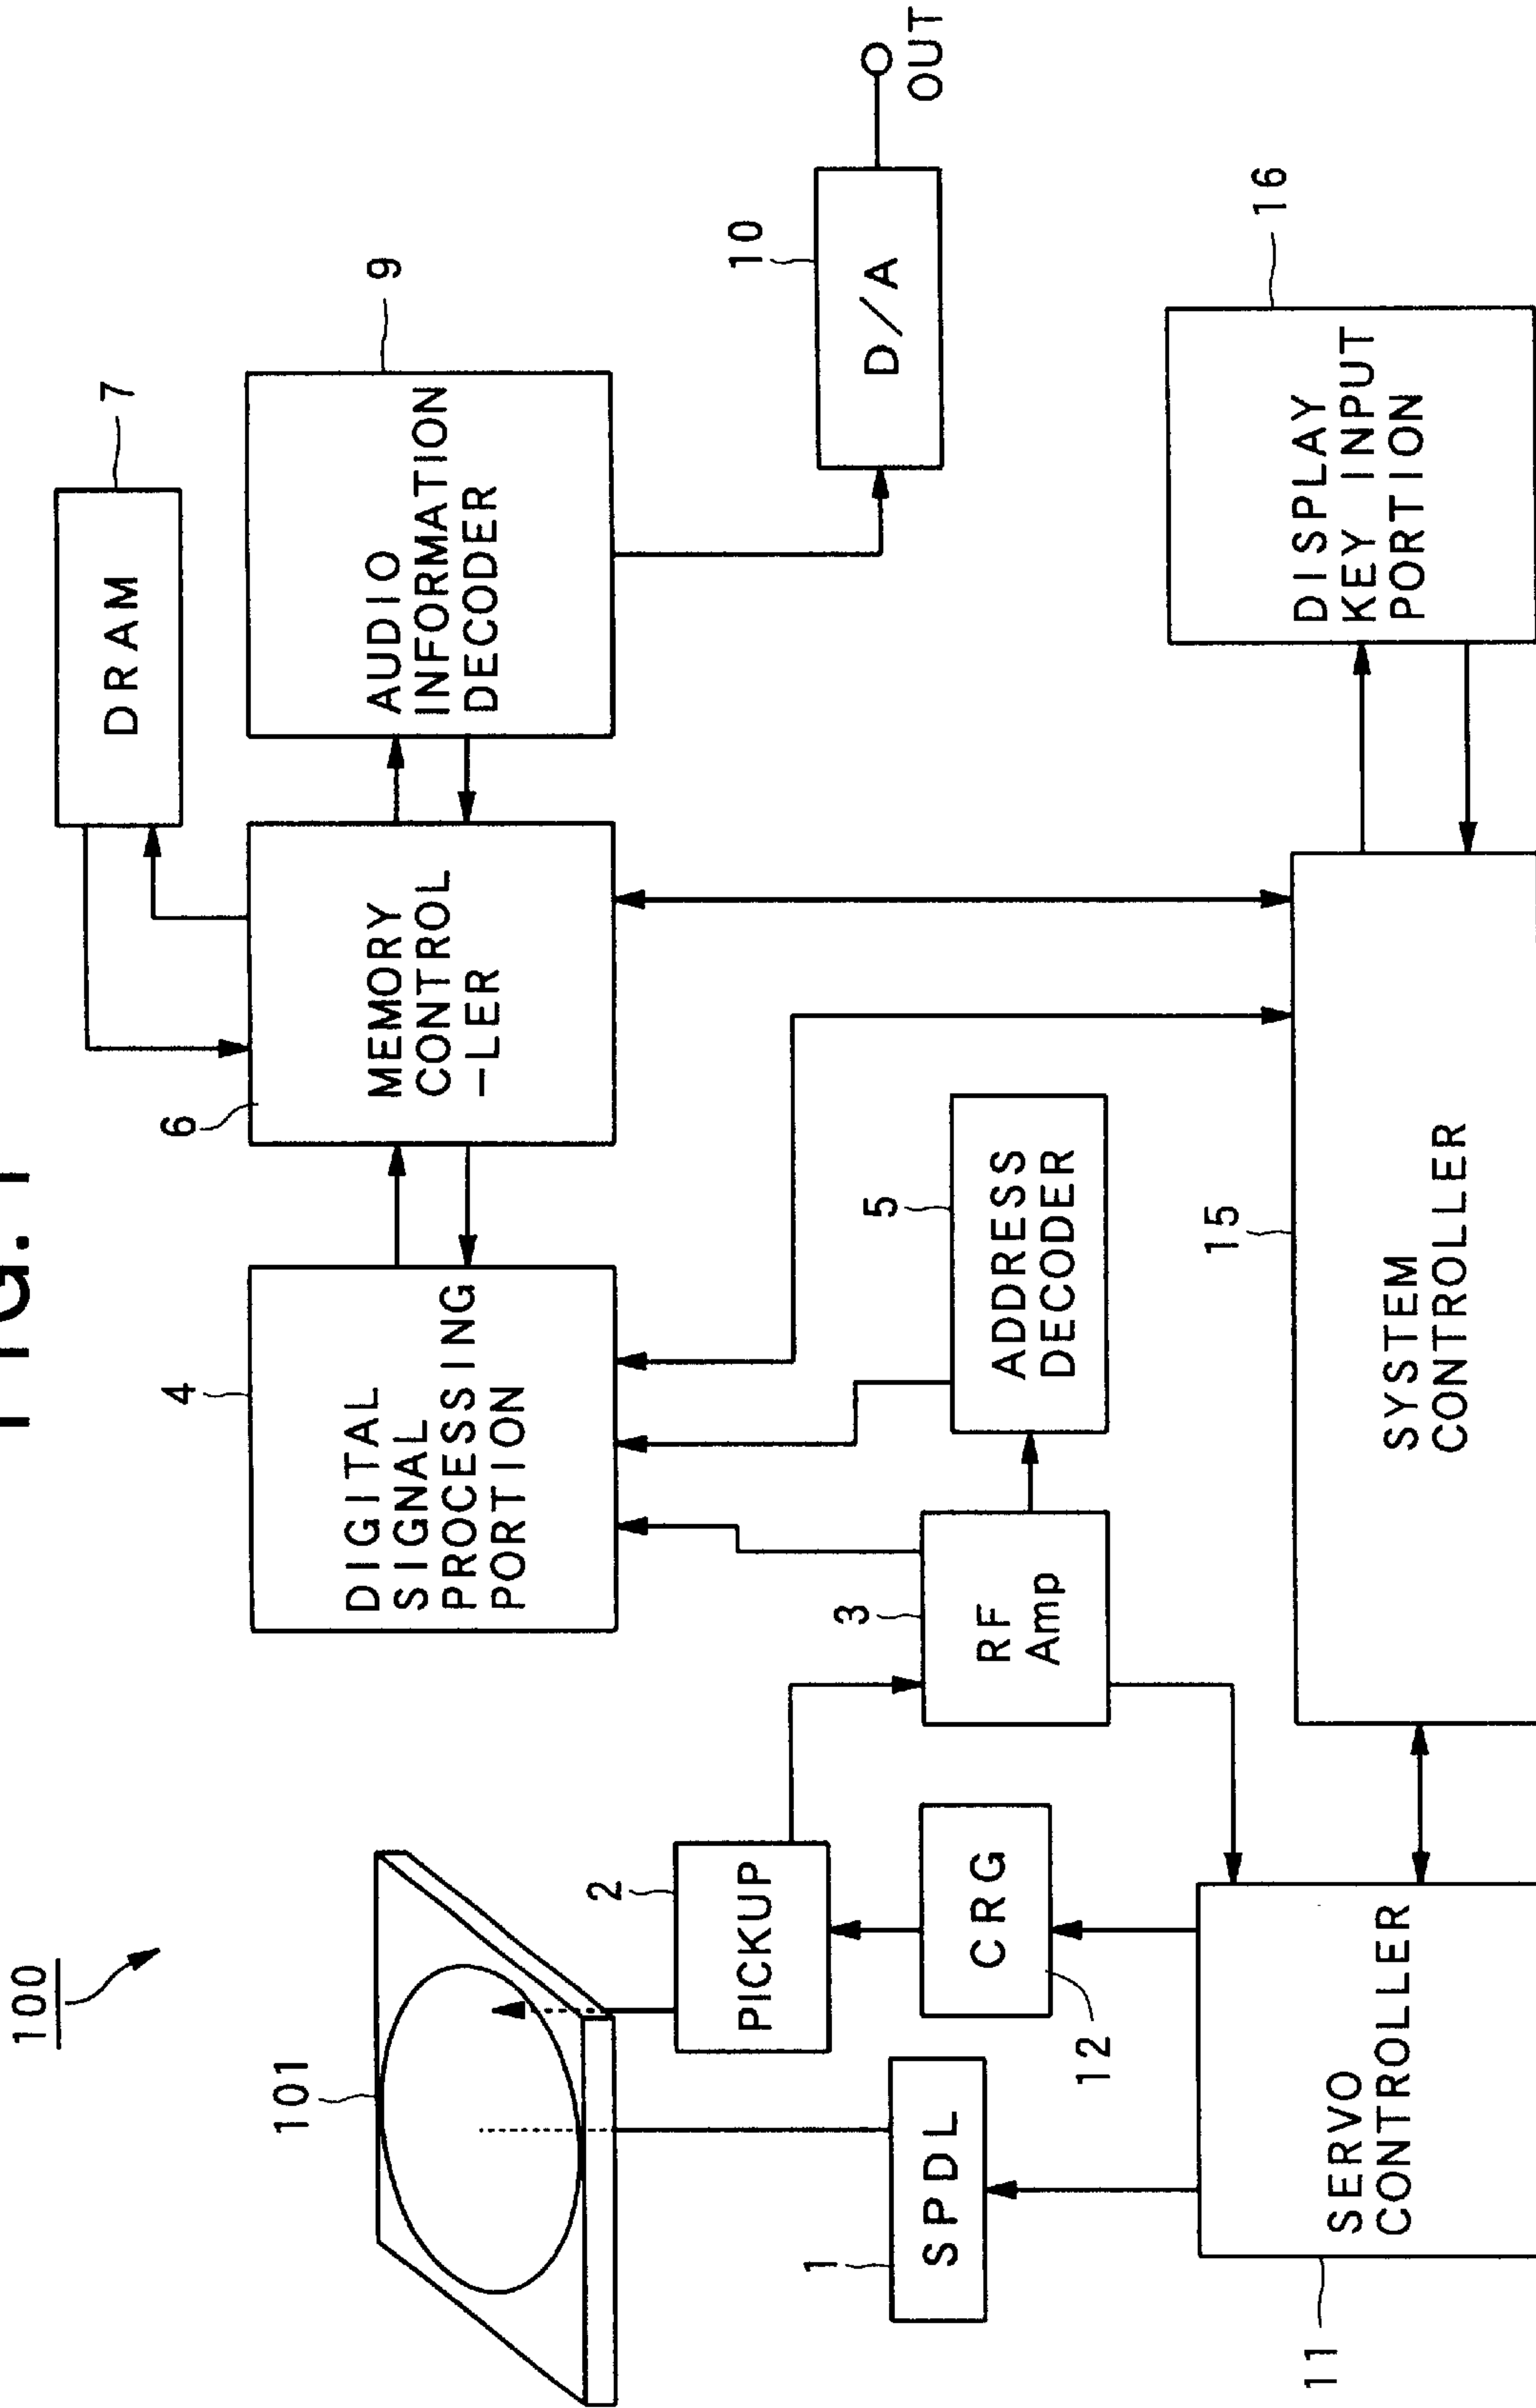 FIG. 1
100
101
4
DIGITAL
SIGNAL
PROCESSING
PORTION
6
MEMORY
CONTROL
-LER
7
DRAM
9
AUDIO
INFORMATION
DECODER
2
PICKUP
1
SPDL
12
CRG
3
RF
Amp
5
ADDRESS
DECODER
10
D/A
OUT
11
SERVO
CONTROLLER
15
SYSTEM
CONTROLLER
16
DISPLAY
KEY INPUT
PORTION